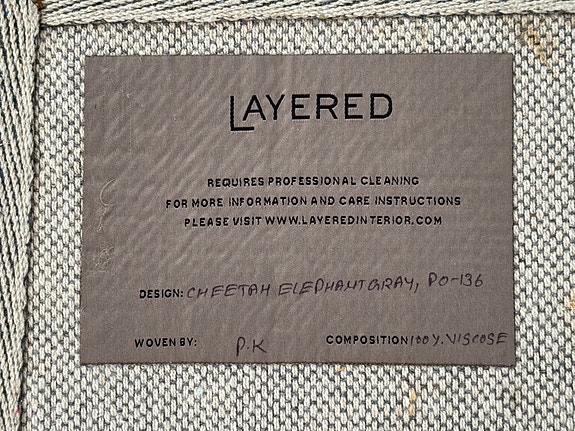 LAYERED
REQUIRES PROFESSIONAL CLEANING
FOR MORE INFORMATION AND CARE INSTRUCTIONS
PLEASE VISIT WWW.LAYEREDINTERIOR.COM
DESIGN: CHEETAH ELEPHANT GRAY, PO-136
WOVEN BY: P.K COMPOSITION 100%.VISCOSE